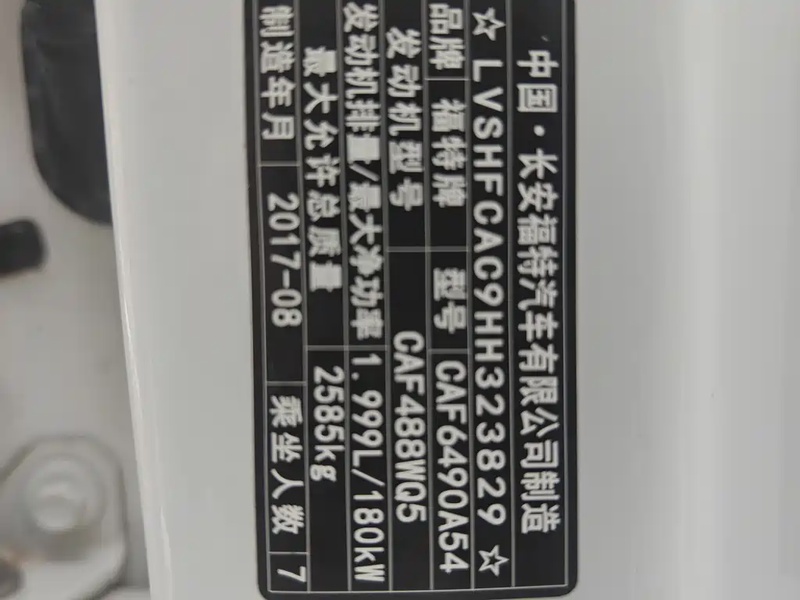 中国·长安福特汽车有限公司制造
☆LVSHFCAC9HH323829☆
品牌 福特牌 型号 CAF6490A54
发动机型号 CAF488WQ5
发动机排量/最大净功率 1.999L/180kW
最大允许总质量 2585kg
制造年月 2017-08 乘坐人数 7